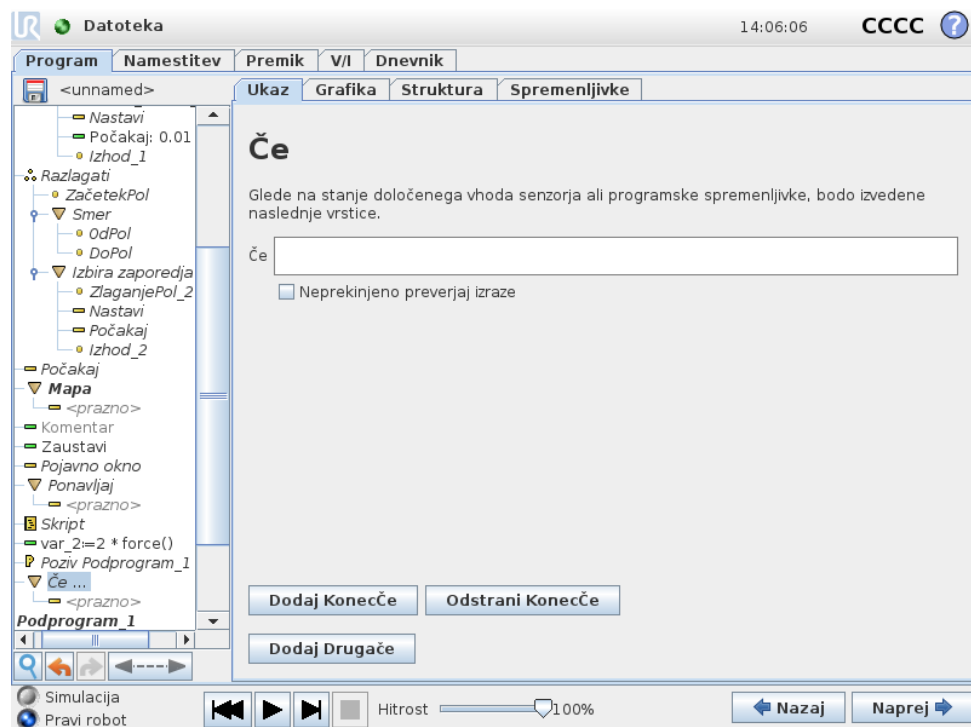 UR Datoteka 14:06:06 CCCC ?
Program Namestitev Premik V/I Dnevnik
<unnamed> Ukaz Grafika Struktura Spremenljivke
Nastavi
Počakaj: 0.01
Izhod_1
Razlagati
ZačetekPol
Smer
OdPol
DoPol
Izbira zaporedja
ZlaganjePol_2
Nastavi
Počakaj
Izhod_2
Počakaj
Mapa
<prazno>
Komentar
Zaustavi
Pojavno okno
Ponavljaj
<prazno>
Skript
var_2:=2 * force()
P Poziv Podprogram_1
Če ...
<prazno>
Podprogram_1
Če
Glede na stanje določenega vhoda senzorja ali programske spremenljivke, bodo izvedene
naslednje vrstice.
Če
Neprekinjeno preverjaj izraze
Dodaj KonecČe Odstrani KonecČe
Dodaj Drugače
Simulacija
Pravi robot
Hitrost 100%
Nazaj Naprej